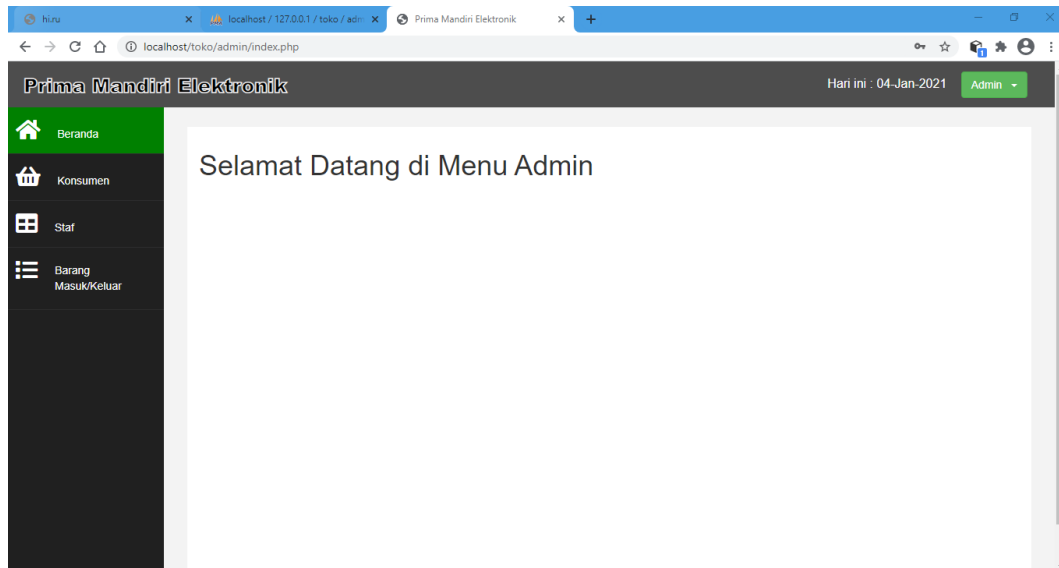 hi.ru
localhost / 127.0.0.1 / toko / adm
Prima Mandiri Elektronik
localhost/toko/admin/index.php
1
Prima Mandiri Elektronik
Hari ini : 04-Jan-2021
Admin
Beranda
Selamat Datang di Menu Admin
Konsumen
Staf
Barang
Masuk/Keluar